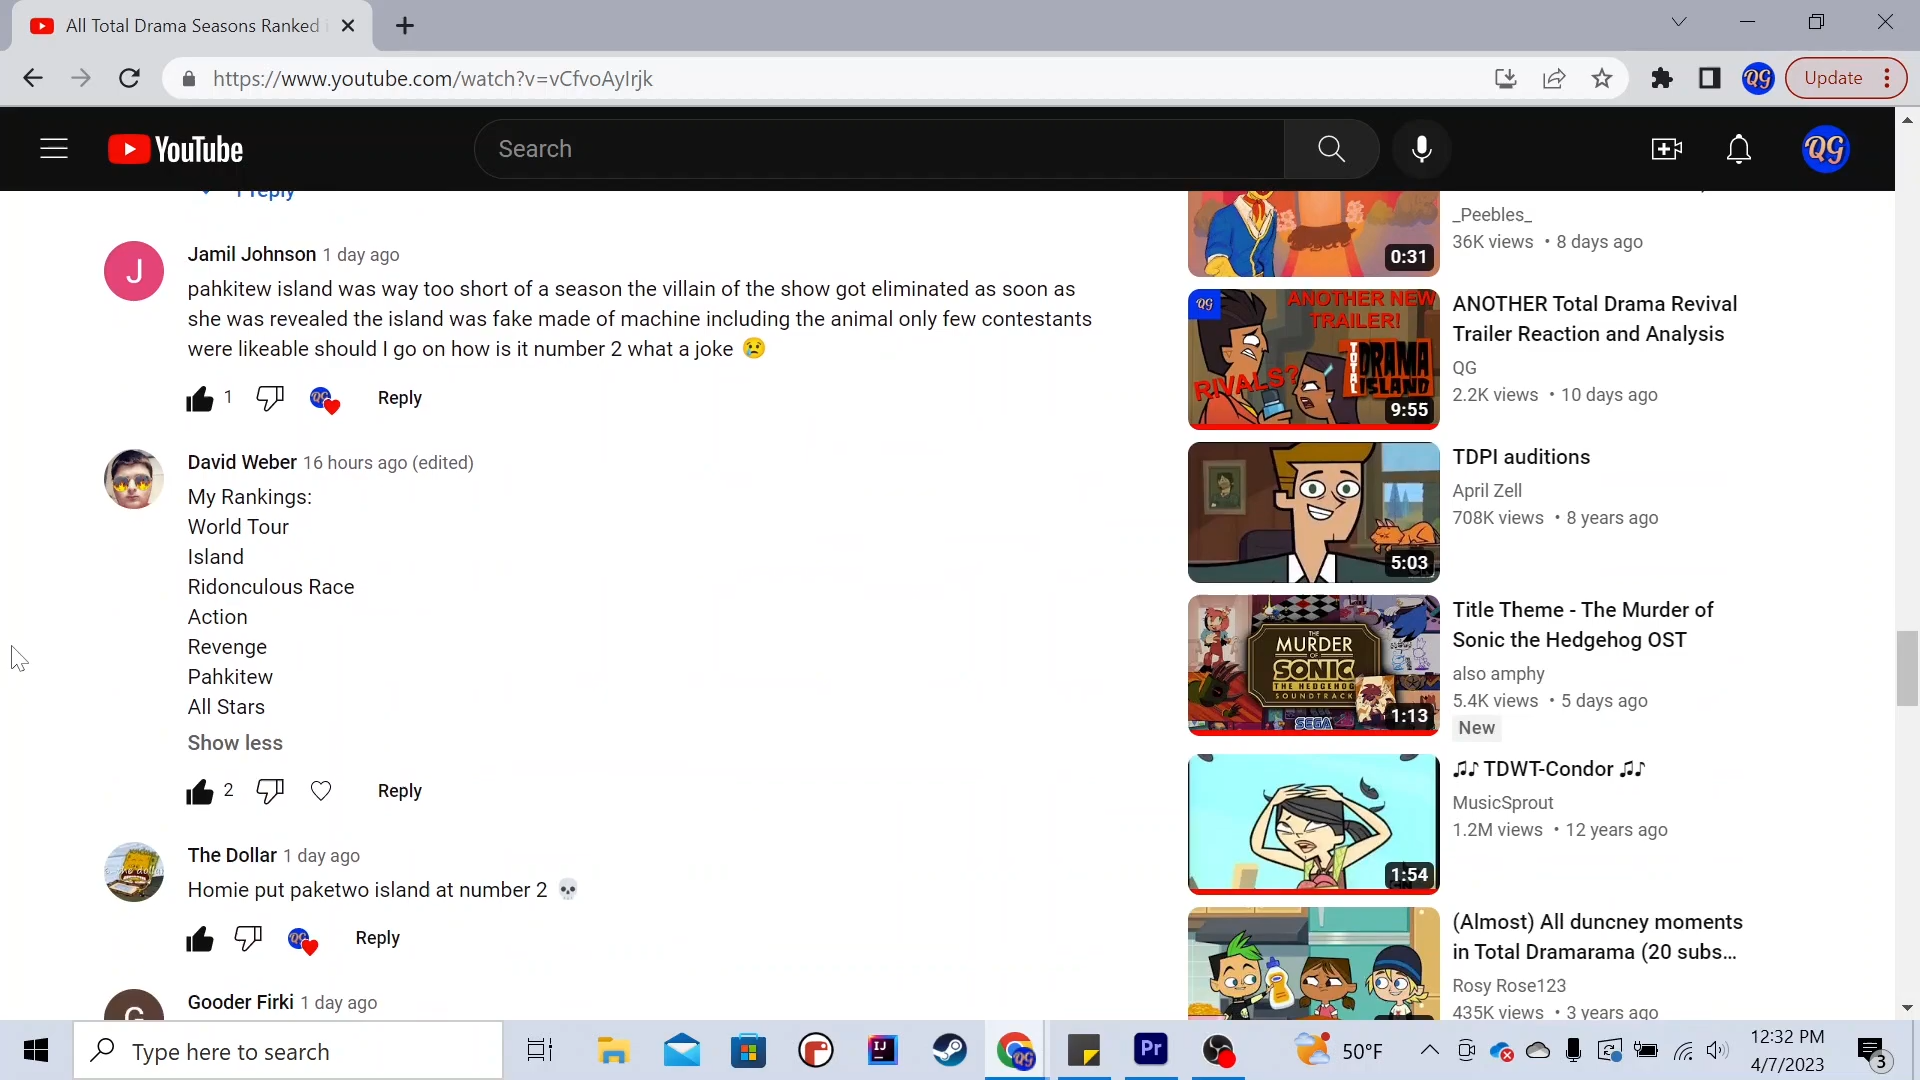 All Total Drama Seasons Ranked
https://www.youtube.com/watch?v=vCfvoAyIrjk
QG
Update
YouTube
Search
QG
1 reply
J
Jamil Johnson 1 day ago
pahkitew island was way too short of a season the villain of the show got eliminated as soon as
she was revealed the island was fake made of machine including the animal only few contestants
were likeable should I go on how is it number 2 what a joke 😢
1
QG
Reply
David Weber 16 hours ago (edited)
My Rankings:
World Tour
Island
Ridonculous Race
Action
Revenge
Pahkitew
All Stars
Show less
2
Reply
The Dollar 1 day ago
Homie put paketwo island at number 2 💀
QG
Reply
G
Gooder Firki 1 day ago
0:31
_Peebles_
36K views • 8 days ago
QG
ANOTHER NEW
TRAILER!
RIVALS?
TOTAL
DRAMA
ISLAND
9:55
ANOTHER Total Drama Revival
Trailer Reaction and Analysis
QG
2.2K views • 10 days ago
5:03
TDPI auditions
April Zell
708K views • 8 years ago
THE
MURDER
OF
SONIC
THE HEDGEHOG
SOUNDTRACK
SEGA
1:13
Title Theme - The Murder of
Sonic the Hedgehog OST
also amphy
5.4K views • 5 days ago
New
1:54
♫♪ TDWT-Condor ♫♪
MusicSprout
1.2M views • 12 years ago
(Almost) All duncney moments
in Total Dramarama (20 subs...
Rosy Rose123
435K views • 3 years ago
Type here to search
IJ
QG
Pr
50°F
12:32 PM
4/7/2023
3